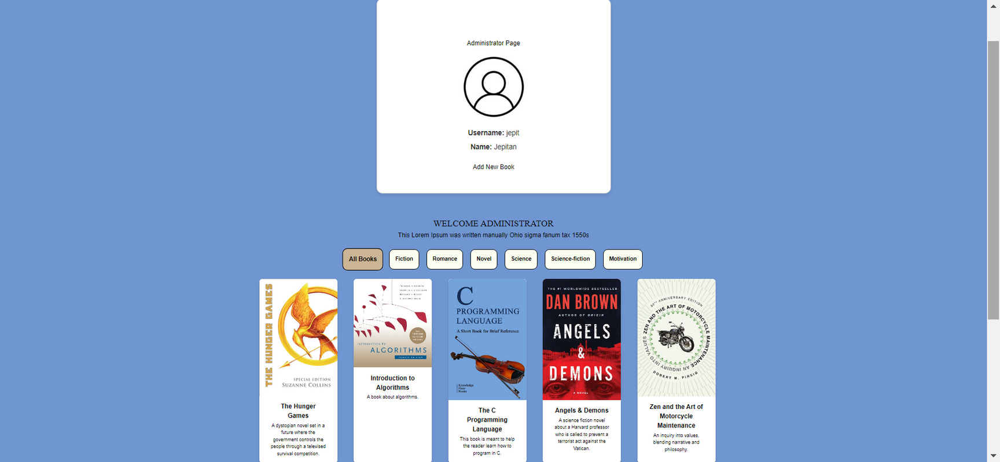 Administrator Page
Username: jepit
Name: Jepitan
Add New Book
WELCOME ADMINISTRATOR
This Lorem Ipsum was written manually Ohio sigma fanum tax 1550s
All Books
Fiction
Romance
Novel
Science
Science-fiction
Motivation
THE HUNGER GAMES
SPECIAL EDITION
SUZANNE COLLINS
The Hunger
Games
A dystopian novel set in a
future where the
government controls the
people through a televised
survival competition.
INTRODUCTION TO
ALGORITHMS
Introduction to
Algorithms
A book about algorithms.
C
PROGRAMMING
LANGUAGE
A Short Book for Brief Reference
Knowledge
Flow
Books
The C
Programming
Language
This book is meant to help
the reader learn how to
program in C.
THE #1 WORLDWIDE BESTSELLER
DAN BROWN
AUTHOR OF ORIGIN
ANGELS
&
DEMONS
A NOVEL
Angels & Demons
A science fiction novel
about a Harvard professor
who is called to prevent a
terrorist act against the
Vatican.
50TH ANNIVERSARY EDITION
ZEN AND THE ART OF MOTORCYCLE MAINTENANCE
AN INQUIRY INTO VALUES
ROBERT M. PIRSIG
Zen and the Art of
Motorcycle
Maintenance
An inquiry into values,
blending narrative and
philosophy.